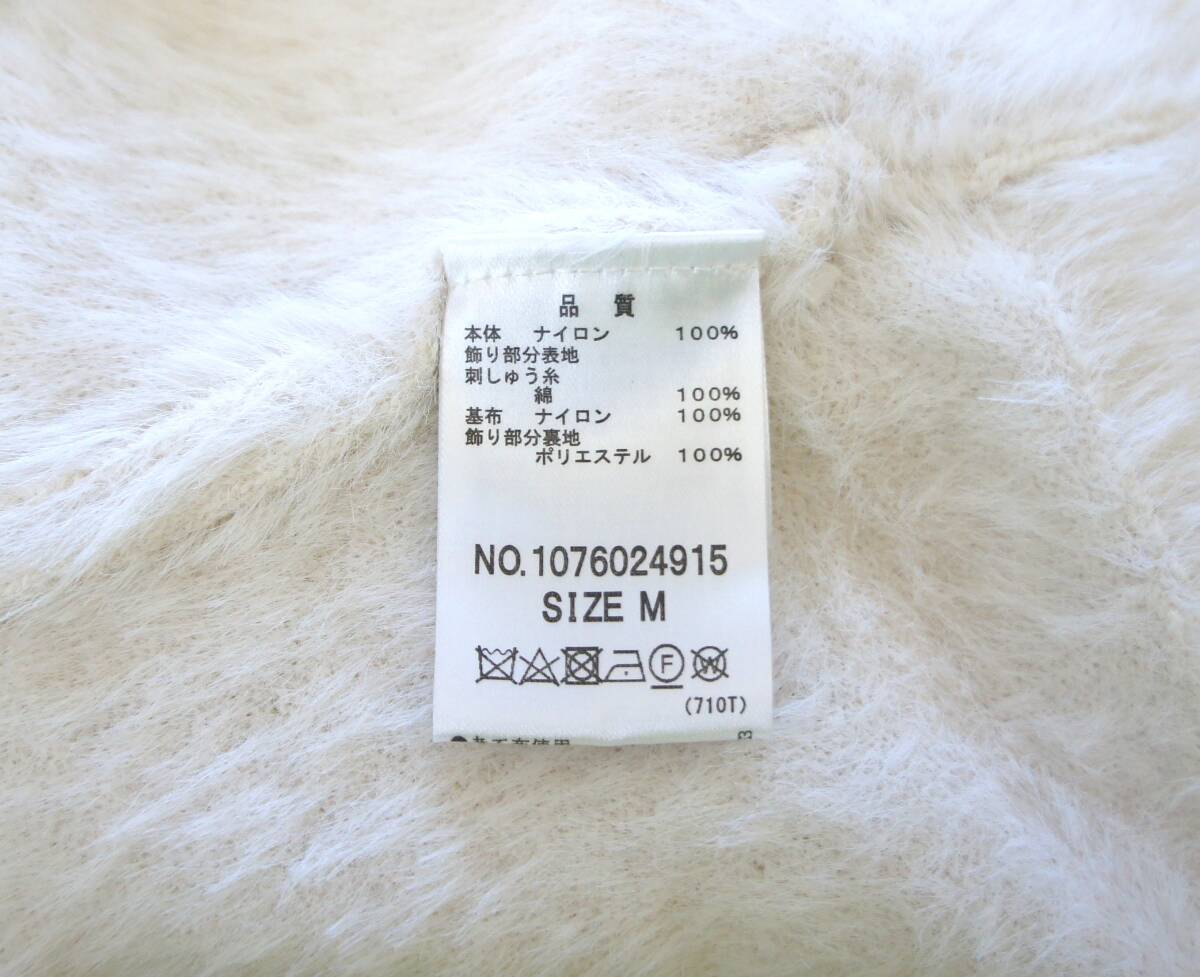 品 質
本体 ナイロン 100%
飾り部分表地
刺しゅう糸
綿 100%
基布 ナイロン 100%
飾り部分裏地
ポリエステル 100%
NO.1076024915
SIZE M
F W
(710T)